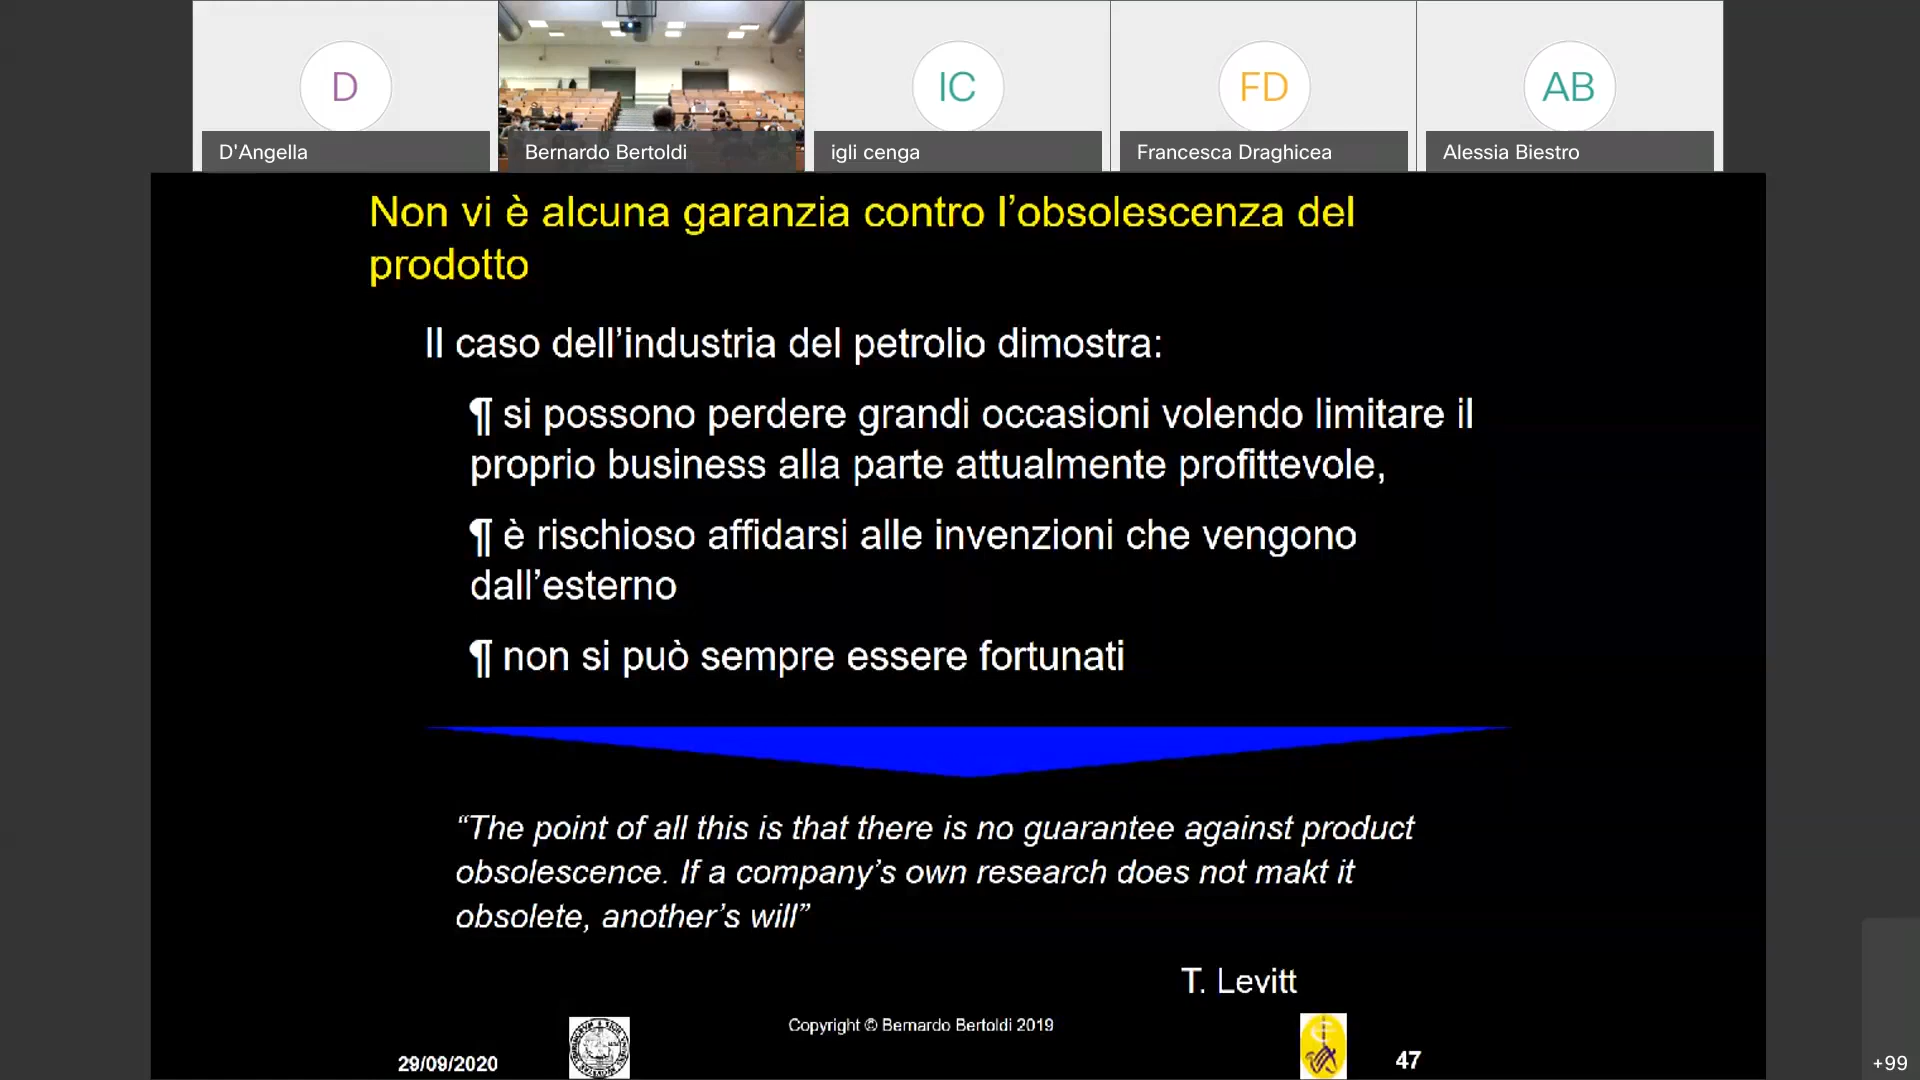 D
IC
FD
AB
D'Angella
Bernardo Bertoldi
igli cenga
Francesca Draghicea
Alessia Biestro
Non vi è alcuna garanzia contro l’obsolescenza del
prodotto
Il caso dell’industria del petrolio dimostra:
¶ si possono perdere grandi occasioni volendo limitare il
proprio business alla parte attualmente profittevole,
¶ è rischioso affidarsi alle invenzioni che vengono
dall’esterno
¶ non si può sempre essere fortunati
“The point of all this is that there is no guarantee against product
obsolescence. If a company’s own research does not makt it
obsolete, another’s will”
T. Levitt
Copyright © Bernardo Bertoldi 2019
29/09/2020
47
+99